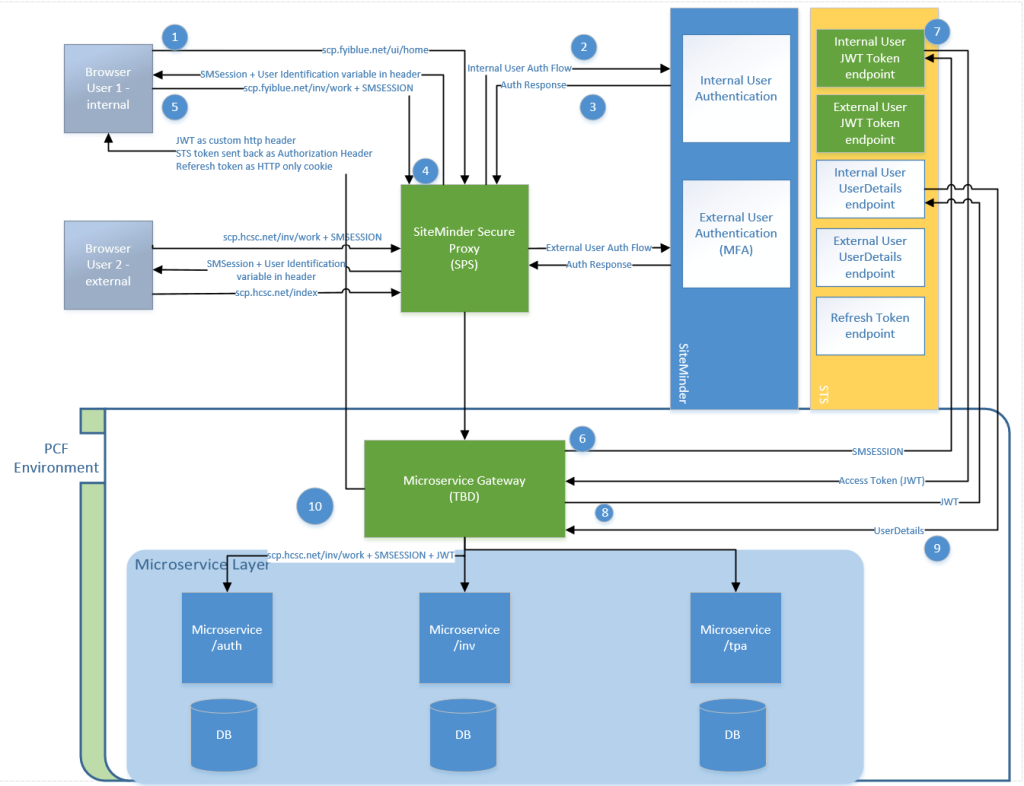 1
Browser
User 1 -
internal
5
scp.fyiblue.net/ui/home
SMSession + User Identification variable in header
scp.fyiblue.net/inv/work + SMSESSION
JWT as custom http header
STS token sent back as Authorization Header
Referesh token as HTTP only cookie
2
Internal User Auth Flow
Auth Response
3
4
SiteMinder Secure
Proxy
(SPS)
Internal User
Authentication
External User
Authentication
(MFA)
SiteMinder
7
Internal User
JWT Token
endpoint
External User
JWT Token
endpoint
Internal User
UserDetails
endpoint
External User
UserDetails
endpoint
Refresh Token
endpoint
STS
Browser
User 2 -
external
scp.hcsc.net/inv/work + SMSESSION
SMSession + User Identification
variable in header
scp.hcsc.net/index
External User Auth Flow
Auth Response
PCF
Environment
6
Microservice Gateway
(TBD)
10
SMSESSION
Access Token (JWT)
JWT
8
UserDetails
9
scp.hcsc.net/inv/work + SMSESSION + JWT
Microservice Layer
Microservice
/auth
Microservice
/inv
Microservice
/tpa
DB
DB
DB